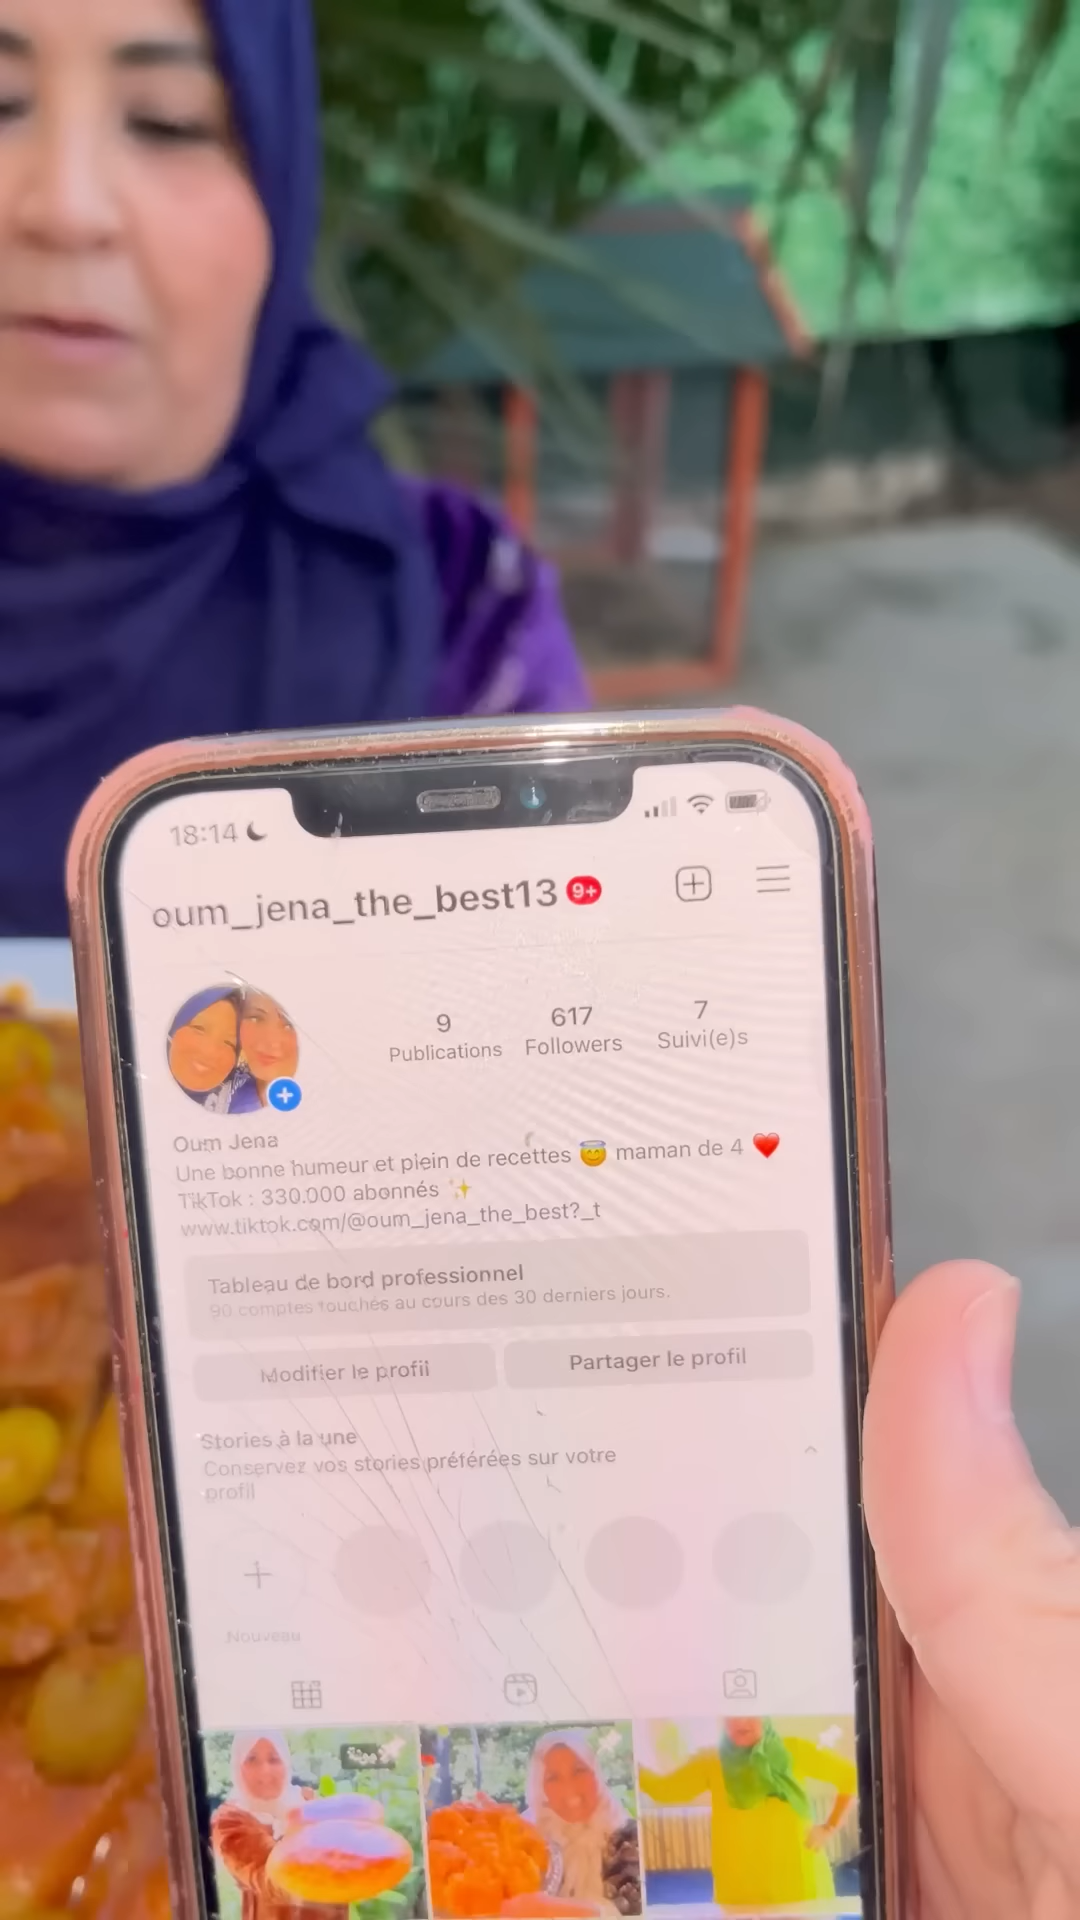 18:14
oum_jena_the_best13 9+
9 617 7
Publications Followers Suivi(e)s
Oum Jena
Une bonne humeur et plein de recettes 😇 maman de 4 ❤️
TikTok : 330.000 abonnés ✨
www.tiktok.com/@oum_jena_the_best?_t
Tableau de bord professionnel
90 comptes touchés au cours des 30 derniers jours.
Modifier le profil Partager le profil
Stories à la une
Conservez vos stories préférées sur votre
profil
Nouveau